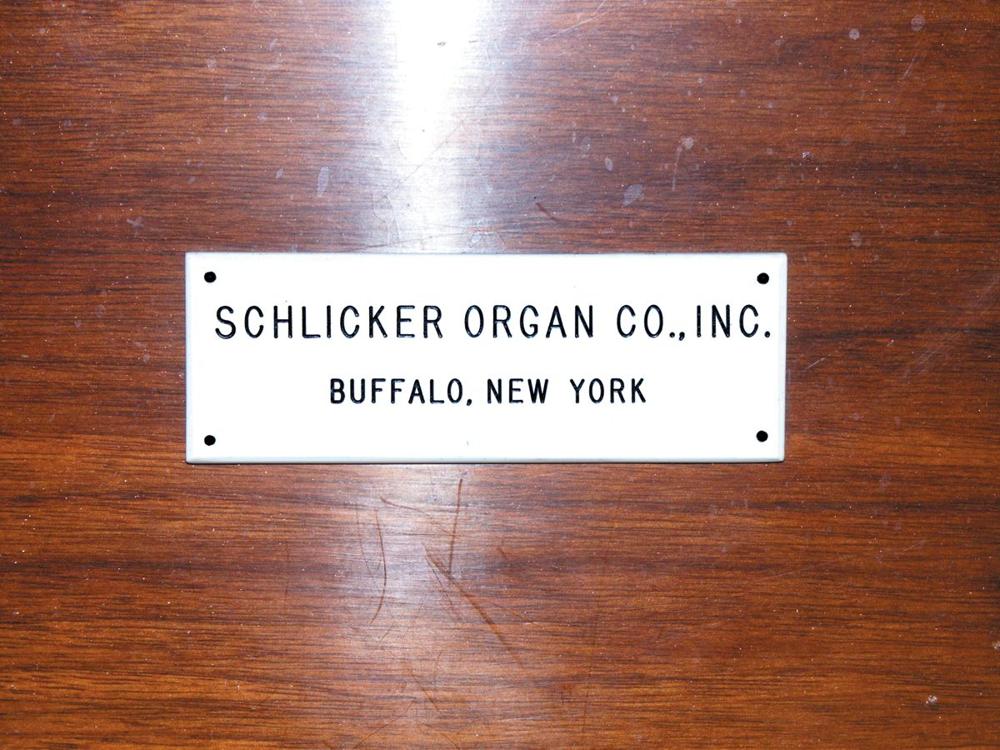 SCHLICKER ORGAN CO., INC.
BUFFALO, NEW YORK